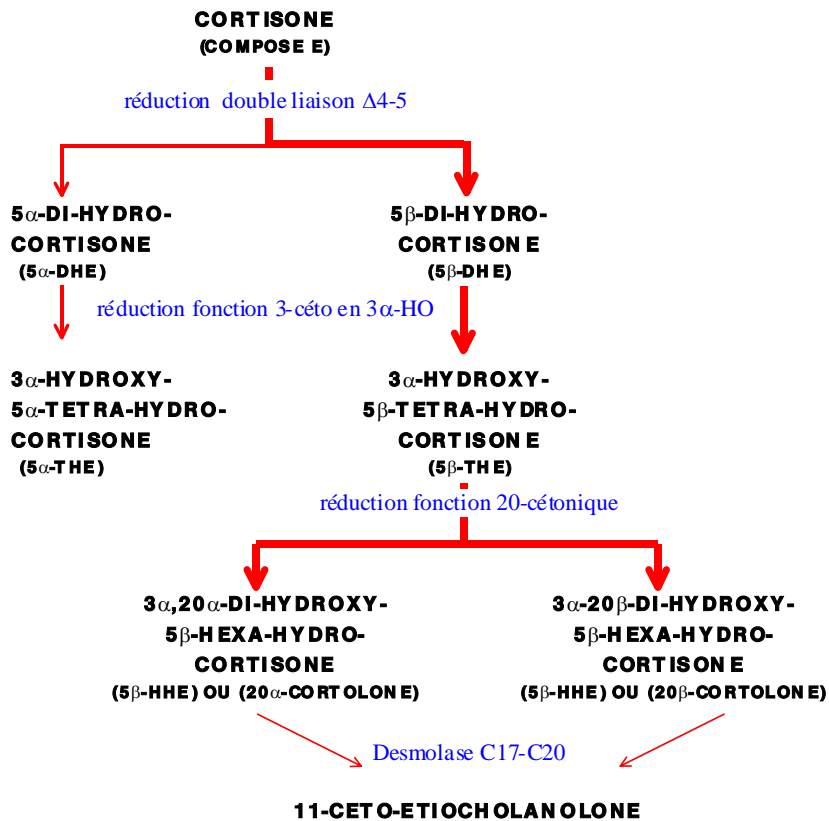 CORTISONE
(COMPOSE E)
réduction double liaison Δ4-5
5α-DI-HYDRO-
CORTISONE
(5α-DHE)
5β-DI-HYDRO-
CORTISONE
(5β-DHE)
réduction fonction 3-céto en 3α-HO
3α-HYDROXY-
5α-TETRA-HYDRO-
CORTISONE
(5α-THE)
3α-HYDROXY-
5β-TETRA-HYDRO-
CORTISONE
(5β-THE)
réduction fonction 20-cétonique
3α,20α-DI-HYDROXY-
5β-HEXA-HYDRO-
CORTISONE
(5β-HHE) OU (20α-CORTOLONE)
3α-20β-DI-HYDROXY-
5β-HEXA-HYDRO-
CORTISONE
(5β-HHE) OU (20β-CORTOLONE)
Desmolase C17-C20
11-CETO-ETIOCHOLANOLONE